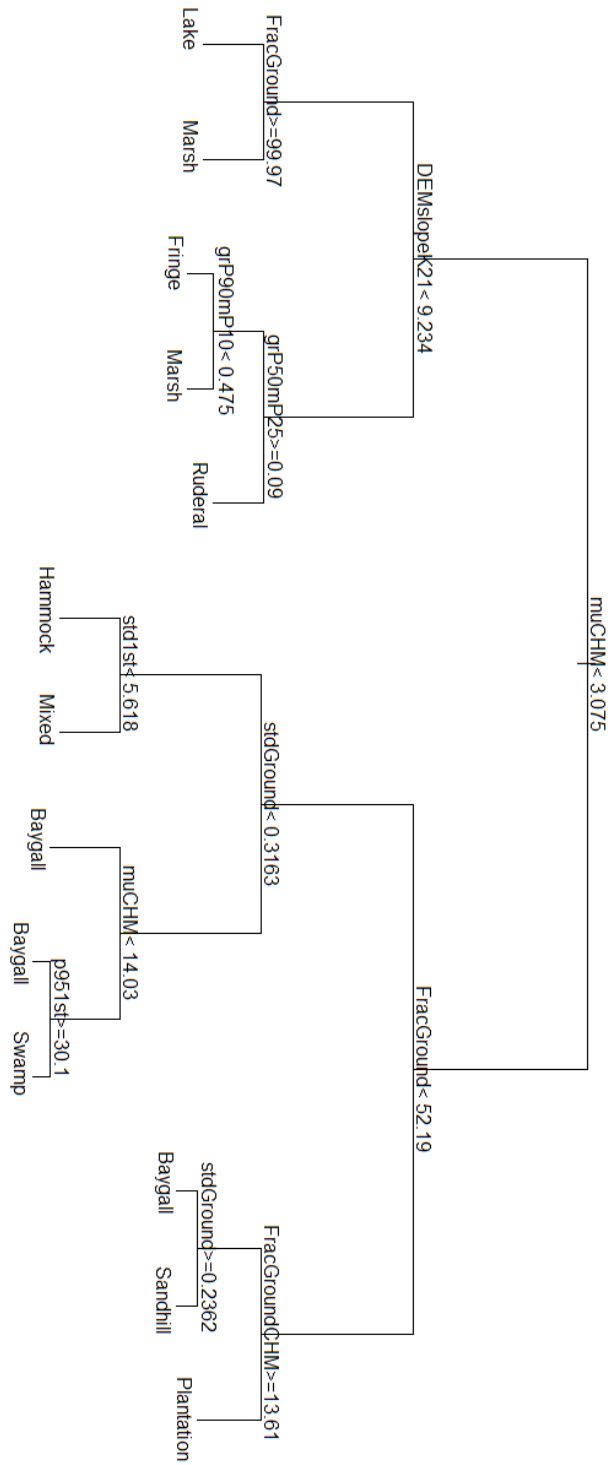 muCHM< 3.075
DEMslopeK21< 9.234
FracGround< 52.19
FracGround>=99.97
grP50mP25>=0.09
stdGround< 0.3163
FracGroundCHM>=13.61
Lake
Marsh
grP90mP10< 0.475
Ruderal
std1st< 5.618
muCHM< 14.03
stdGround>=0.2362
Plantation
Fringe
Marsh
Hammock
Mixed
Baygall
p951st>=30.1
Baygall
Sandhill
Baygall
Swamp